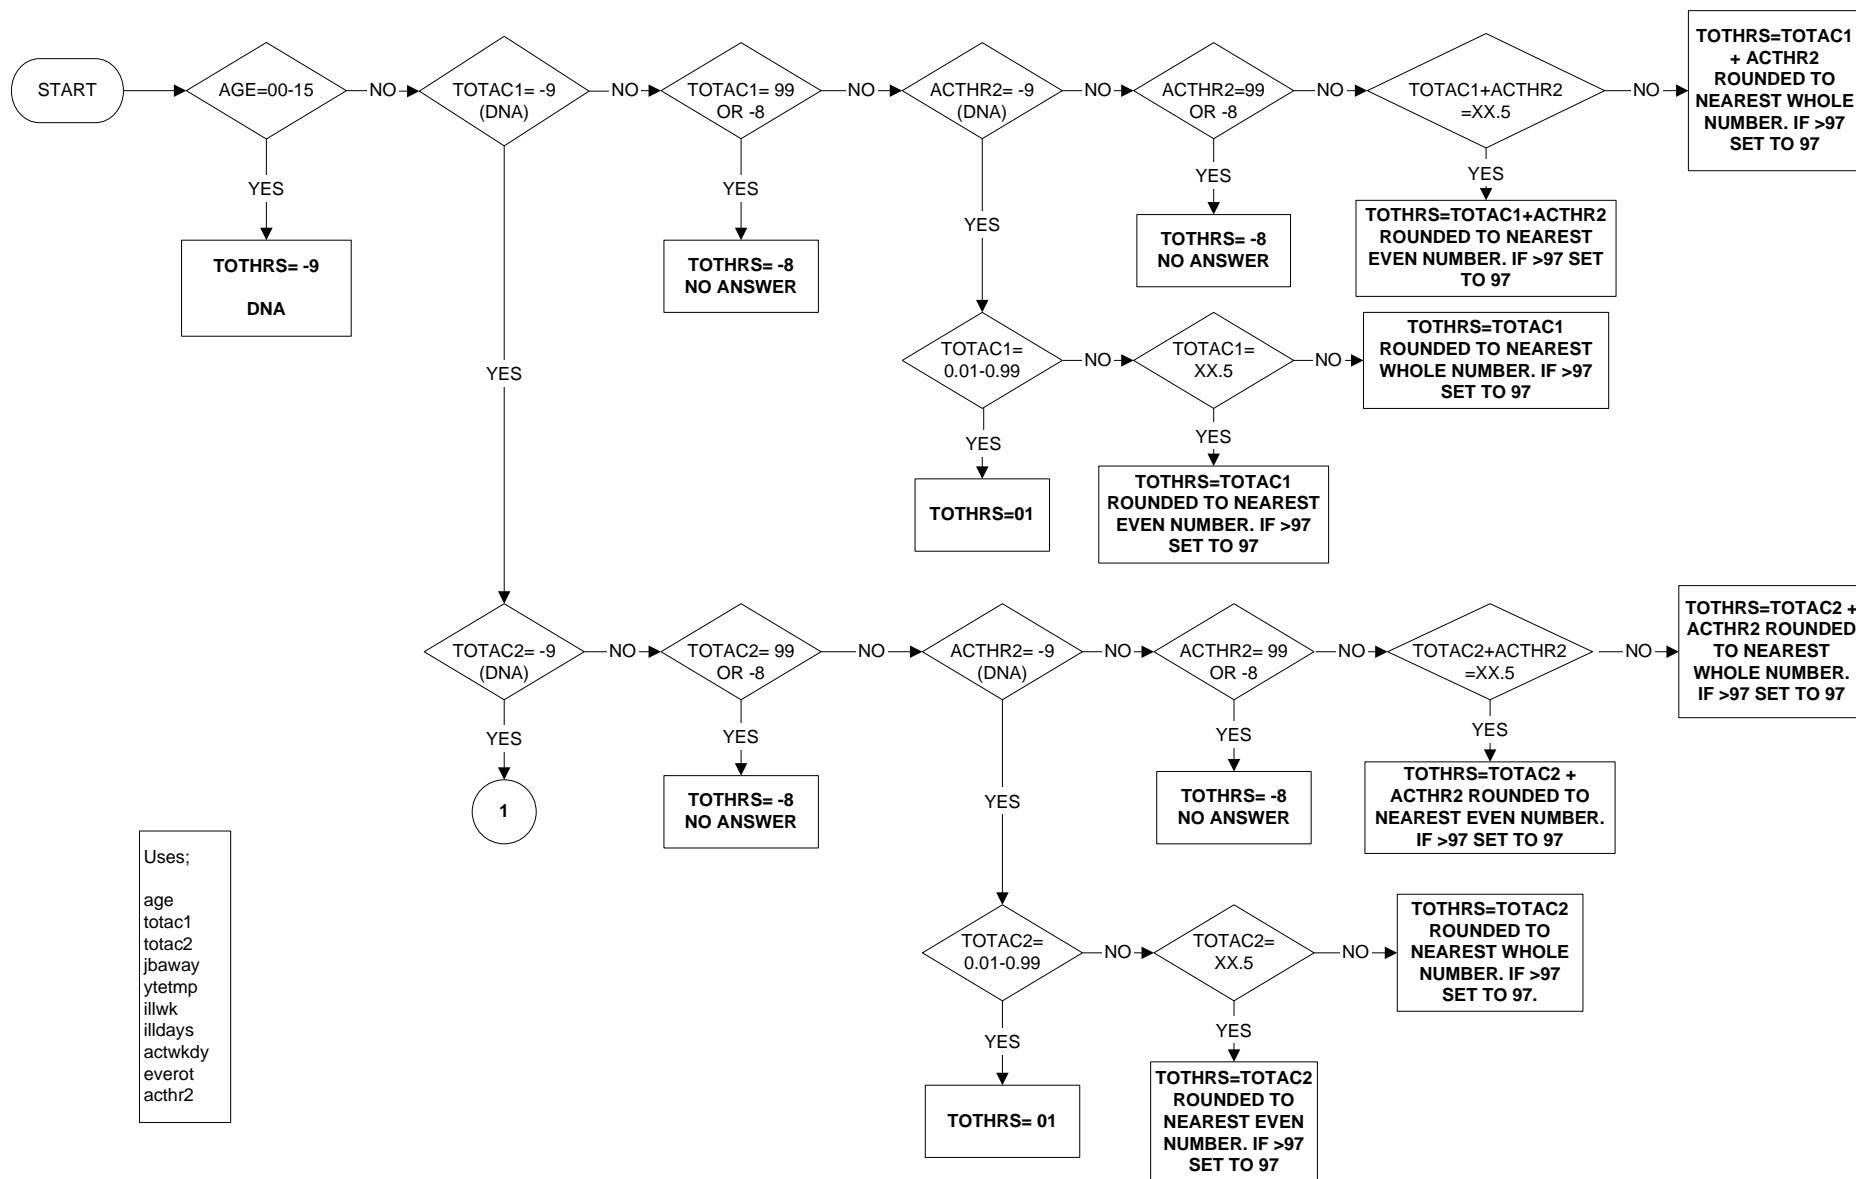 START
AGE=00-15
NO
TOTAC1= -9
(DNA)
NO
TOTAC1= 99
OR -8
NO
ACTHR2= -9
(DNA)
NO
ACTHR2=99
OR -8
NO
TOTAC1+ACTHR2
=XX.5
NO
TOTHRS=TOTAC1
+ ACTHR2
ROUNDED TO
NEAREST WHOLE
NUMBER. IF >97
SET TO 97
YES
YES
YES
YES
YES
YES
TOTHRS= -9
DNA
TOTHRS= -8
NO ANSWER
TOTHRS= -8
NO ANSWER
TOTHRS=TOTAC1+ACTHR2
ROUNDED TO NEAREST
EVEN NUMBER. IF >97 SET
TO 97
TOTAC1=
0.01-0.99
NO
TOTAC1=
XX.5
NO
TOTHRS=TOTAC1
ROUNDED TO NEAREST
WHOLE NUMBER. IF >97
SET TO 97
YES
YES
TOTHRS=01
TOTHRS=TOTAC1
ROUNDED TO NEAREST
EVEN NUMBER. IF >97
SET TO 97
TOTAC2= -9
(DNA)
NO
TOTAC2= 99
OR -8
NO
ACTHR2= -9
(DNA)
NO
ACTHR2= 99
OR -8
NO
TOTAC2+ACTHR2
=XX.5
NO
TOTHRS=TOTAC2 +
ACTHR2 ROUNDED
TO NEAREST
WHOLE NUMBER.
IF >97 SET TO 97
YES
YES
YES
YES
YES
1
TOTHRS= -8
NO ANSWER
TOTHRS= -8
NO ANSWER
TOTHRS=TOTAC2 +
ACTHR2 ROUNDED TO
NEAREST EVEN NUMBER.
IF >97 SET TO 97
Uses;
age
totac1
totac2
jbaway
ytetmp
illwk
illdays
actwkdy
everot
acthr2
TOTAC2=
0.01-0.99
NO
TOTAC2=
XX.5
NO
TOTHRS=TOTAC2
ROUNDED TO
NEAREST WHOLE
NUMBER. IF >97
SET TO 97.
YES
YES
TOTHRS= 01
TOTHRS=TOTAC2
ROUNDED TO
NEAREST EVEN
NUMBER. IF >97
SET TO 97